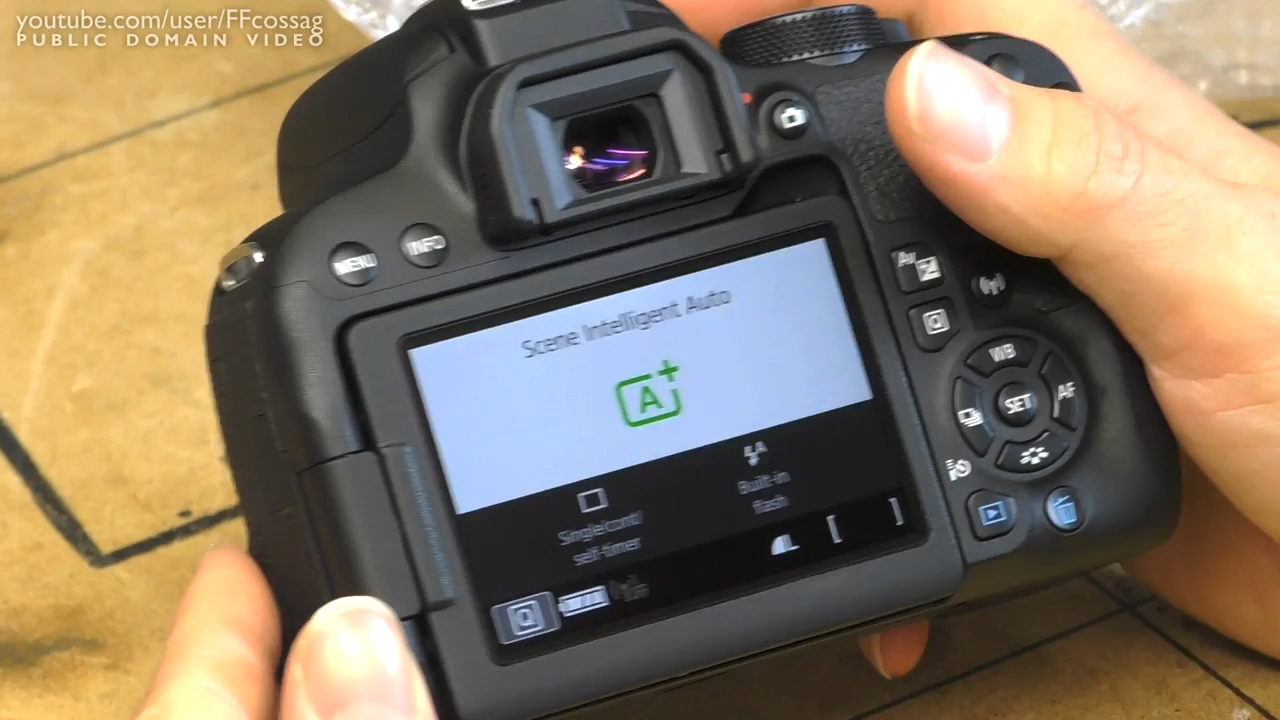 youtube.com/user/FFcossag
PUBLIC DOMAIN VIDEO
MENU
INFO
Scene Intelligent Auto
A+
Av
Q
WB
AF
SET
Single/cont/
self-timer
A
Built-in
flash
[ ]
Q